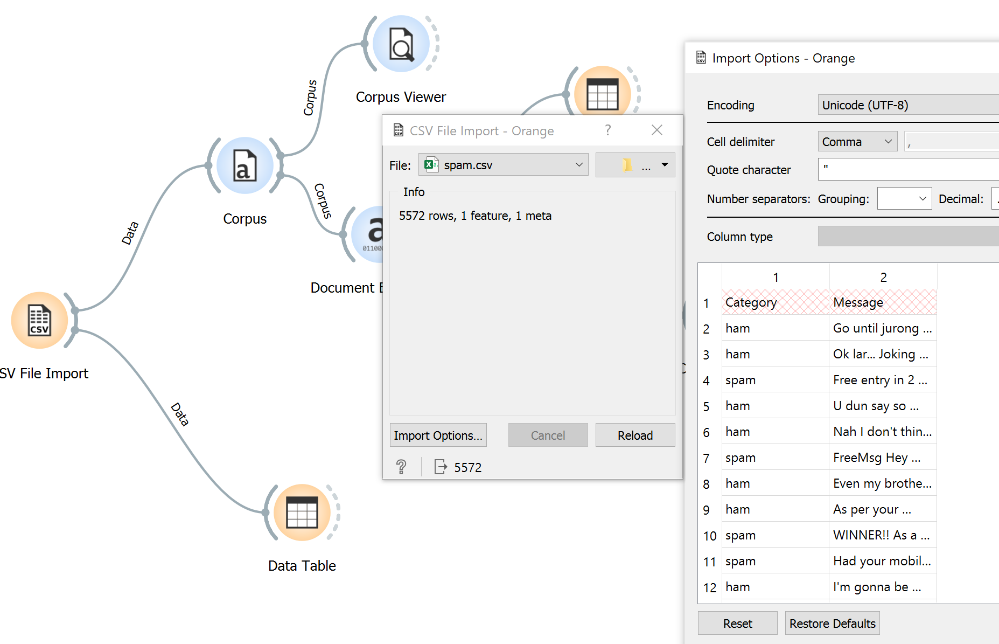 Corpus Viewer
Corpus
Corpus
Corpus
Data
Document
a
a
01100
CSV
SV File Import
Data
Data Table
CSV File Import - Orange
?
File:
spam.csv
...
Info
5572 rows, 1 feature, 1 meta
Import Options...
Cancel
Reload
?
5572
Import Options - Orange
Encoding
Unicode (UTF-8)
Cell delimiter
Comma
,
Quote character
"
Number separators:
Grouping:
Decimal:
.
Column type
1 2
1 Category Message
2 ham Go until jurong ...
3 ham Ok lar... Joking ...
4 spam Free entry in 2 ...
5 ham U dun say so ...
6 ham Nah I don't thin...
7 spam FreeMsg Hey ...
8 ham Even my brothe...
9 ham As per your ...
10 spam WINNER!! As a ...
11 spam Had your mobil...
12 ham I'm gonna be ...
Reset
Restore Defaults